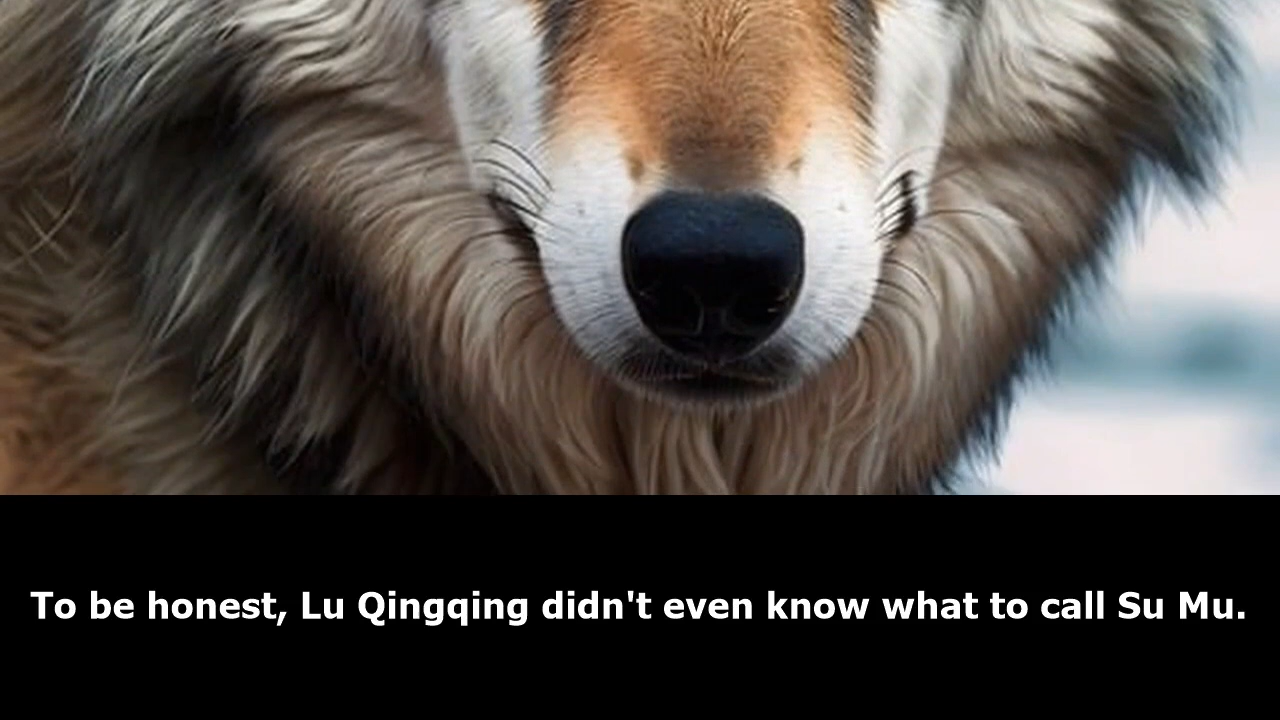 To be honest, Lu Qingqing didn't even know what to call Su Mu.